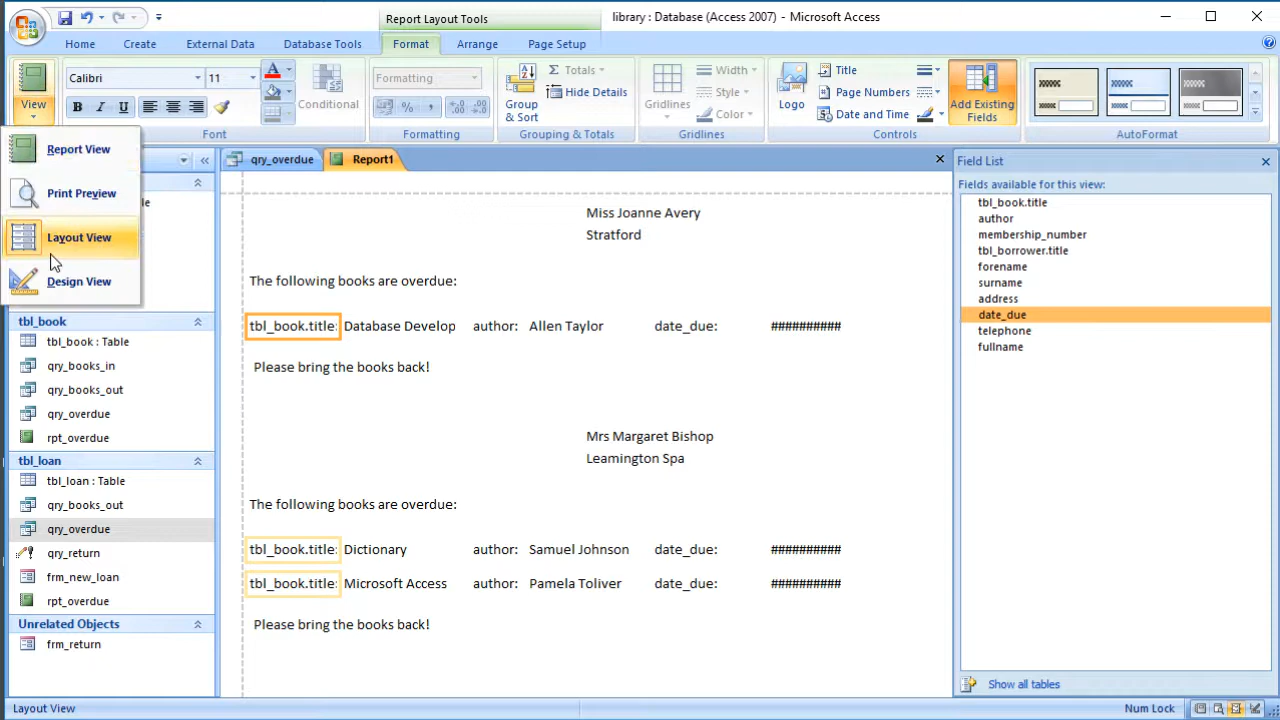 Report Layout Tools
library : Database (Access 2007) - Microsoft Access
Home Create External Data Database Tools Format Arrange Page Setup
View
Calibri 11
B I U
Font
Conditional
Formatting
% ,
Formatting
Group & Sort
Σ Totals
Hide Details
Grouping & Totals
Gridlines
Width
Style
Color
Gridlines
Logo
Title
Page Numbers
Date and Time
Controls
Add Existing Fields
AutoFormat
Report View
Print Preview
Layout View
Design View
tbl_book
tbl_book : Table
qry_books_in
qry_books_out
qry_overdue
rpt_overdue
tbl_loan
tbl_loan : Table
qry_books_out
qry_overdue
qry_return
frm_new_loan
rpt_overdue
Unrelated Objects
frm_return
qry_overdue Report1
Miss Joanne Avery
Stratford
The following books are overdue:
tbl_book.title: Database Develop author: Allen Taylor date_due: ##########
Please bring the books back!
Mrs Margaret Bishop
Leamington Spa
The following books are overdue:
tbl_book.title: Dictionary author: Samuel Johnson date_due: ##########
tbl_book.title: Microsoft Access author: Pamela Toliver date_due: ##########
Please bring the books back!
Field List
Fields available for this view:
tbl_book.title
author
membership_number
tbl_borrower.title
forename
surname
address
date_due
telephone
fullname
Show all tables
Layout View
Num Lock